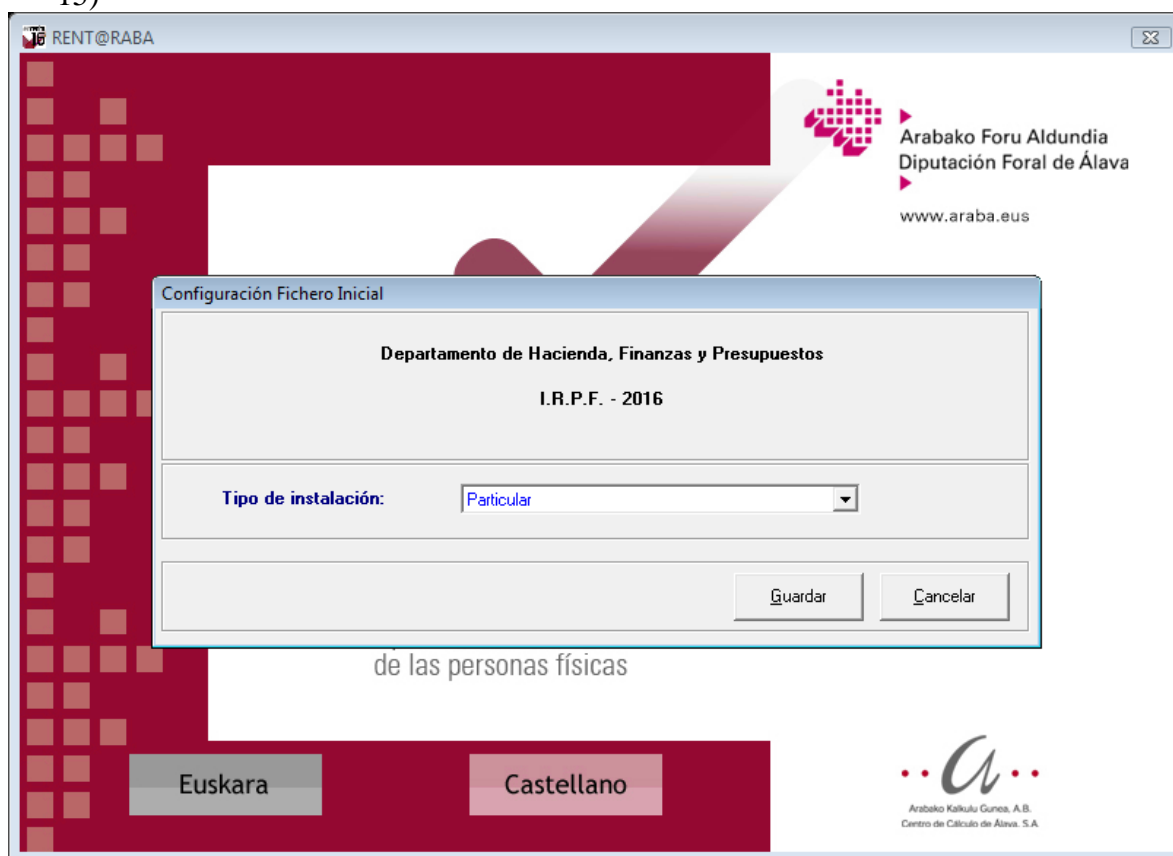 15)
RENT@RABA
Arabako Foru Aldundia
Diputación Foral de Álava
www.araba.eus
Configuración Fichero Inicial
Departamento de Hacienda, Finanzas y Presupuestos
I.R.P.F. - 2016
Tipo de instalación:
Particular
Guardar
Cancelar
de las personas físicas
Euskara
Castellano
Arabako Kalkulu Gunea, A.B.
Centro de Cálculo de Álava. S.A